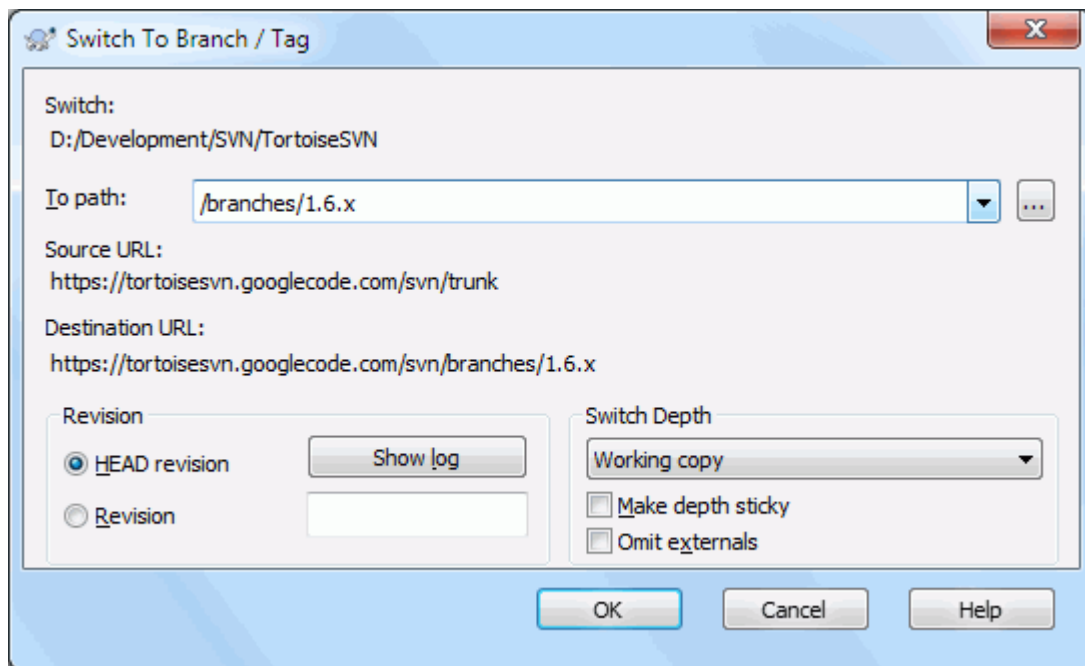 Switch To Branch / Tag
Switch:
D:/Development/SVN/TortoiseSVN
To path: /branches/1.6.x ...
Source URL:
https://tortoisesvn.googlecode.com/svn/trunk
Destination URL:
https://tortoisesvn.googlecode.com/svn/branches/1.6.x
Revision
HEAD revision Show log
Revision
Switch Depth
Working copy
Make depth sticky
Omit externals
OK Cancel Help